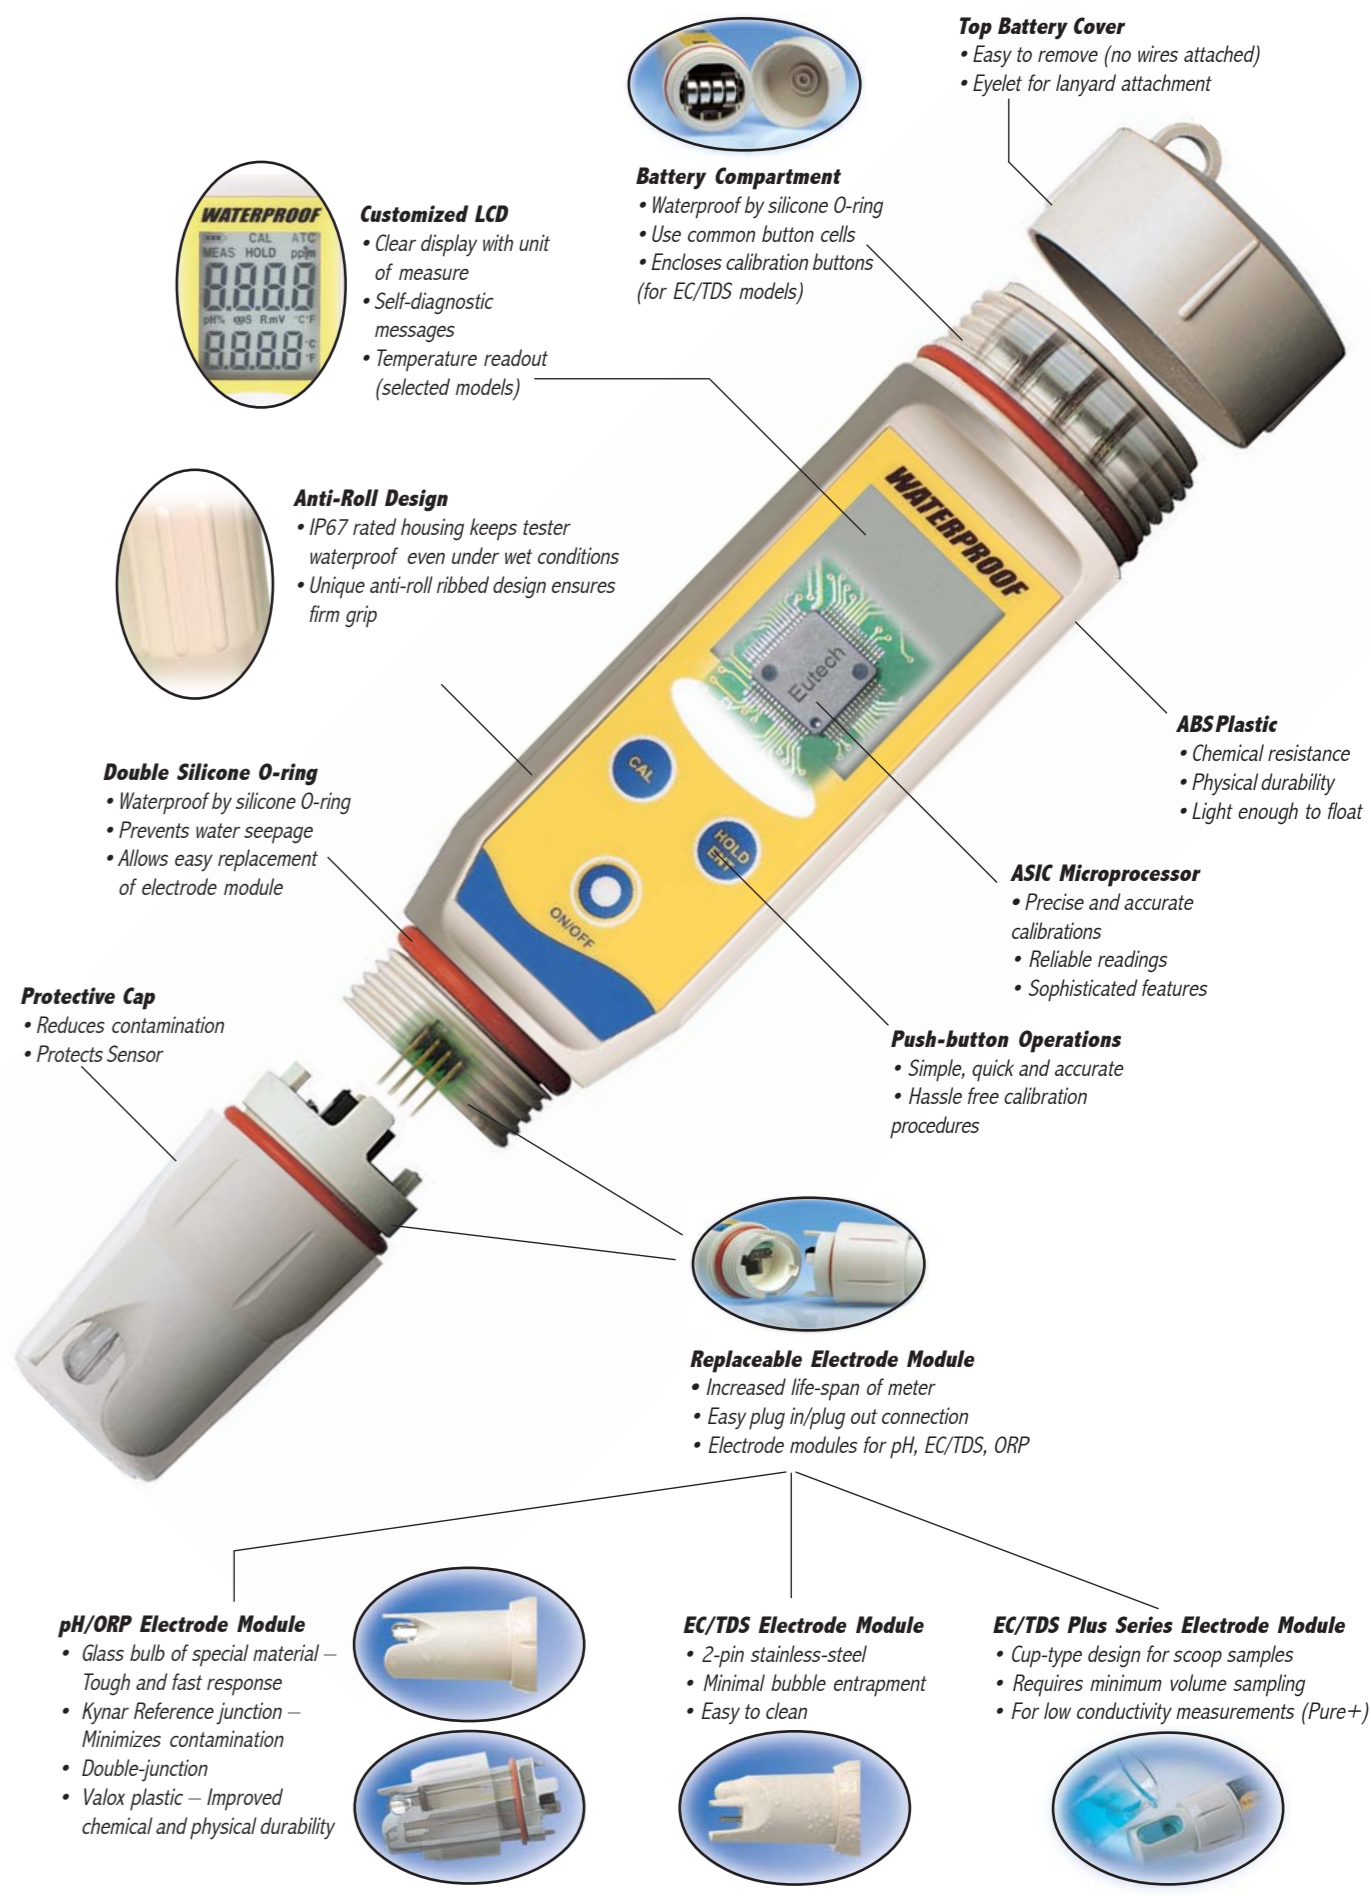 Top Battery Cover
• Easy to remove (no wires attached)
• Eyelet for lanyard attachment
Battery Compartment
• Waterproof by silicone O-ring
• Use common button cells
• Encloses calibration buttons
(for EC/TDS models)
WATERPROOF
CAL ATC
MEAS HOLD ppm
8.8.8.8
pH% S R.mV °C°F
8.8.8.8 °C
°F
Customized LCD
• Clear display with unit
of measure
• Self-diagnostic
messages
• Temperature readout
(selected models)
Anti-Roll Design
• IP67 rated housing keeps tester
waterproof even under wet conditions
• Unique anti-roll ribbed design ensures
firm grip
WATERPROOF
Eutech
CAL
HOLD
ENT
ON/OFF
ABS Plastic
• Chemical resistance
• Physical durability
• Light enough to float
Double Silicone O-ring
• Waterproof by silicone O-ring
• Prevents water seepage
• Allows easy replacement
of electrode module
ASIC Microprocessor
• Precise and accurate
calibrations
• Reliable readings
• Sophisticated features
Protective Cap
• Reduces contamination
• Protects Sensor
Push-button Operations
• Simple, quick and accurate
• Hassle free calibration
procedures
Replaceable Electrode Module
• Increased life-span of meter
• Easy plug in/plug out connection
• Electrode modules for pH, EC/TDS, ORP
pH/ORP Electrode Module
• Glass bulb of special material –
Tough and fast response
• Kynar Reference junction –
Minimizes contamination
• Double-junction
• Valox plastic – Improved
chemical and physical durability
EC/TDS Electrode Module
• 2-pin stainless-steel
• Minimal bubble entrapment
• Easy to clean
EC/TDS Plus Series Electrode Module
• Cup-type design for scoop samples
• Requires minimum volume sampling
• For low conductivity measurements (Pure+)